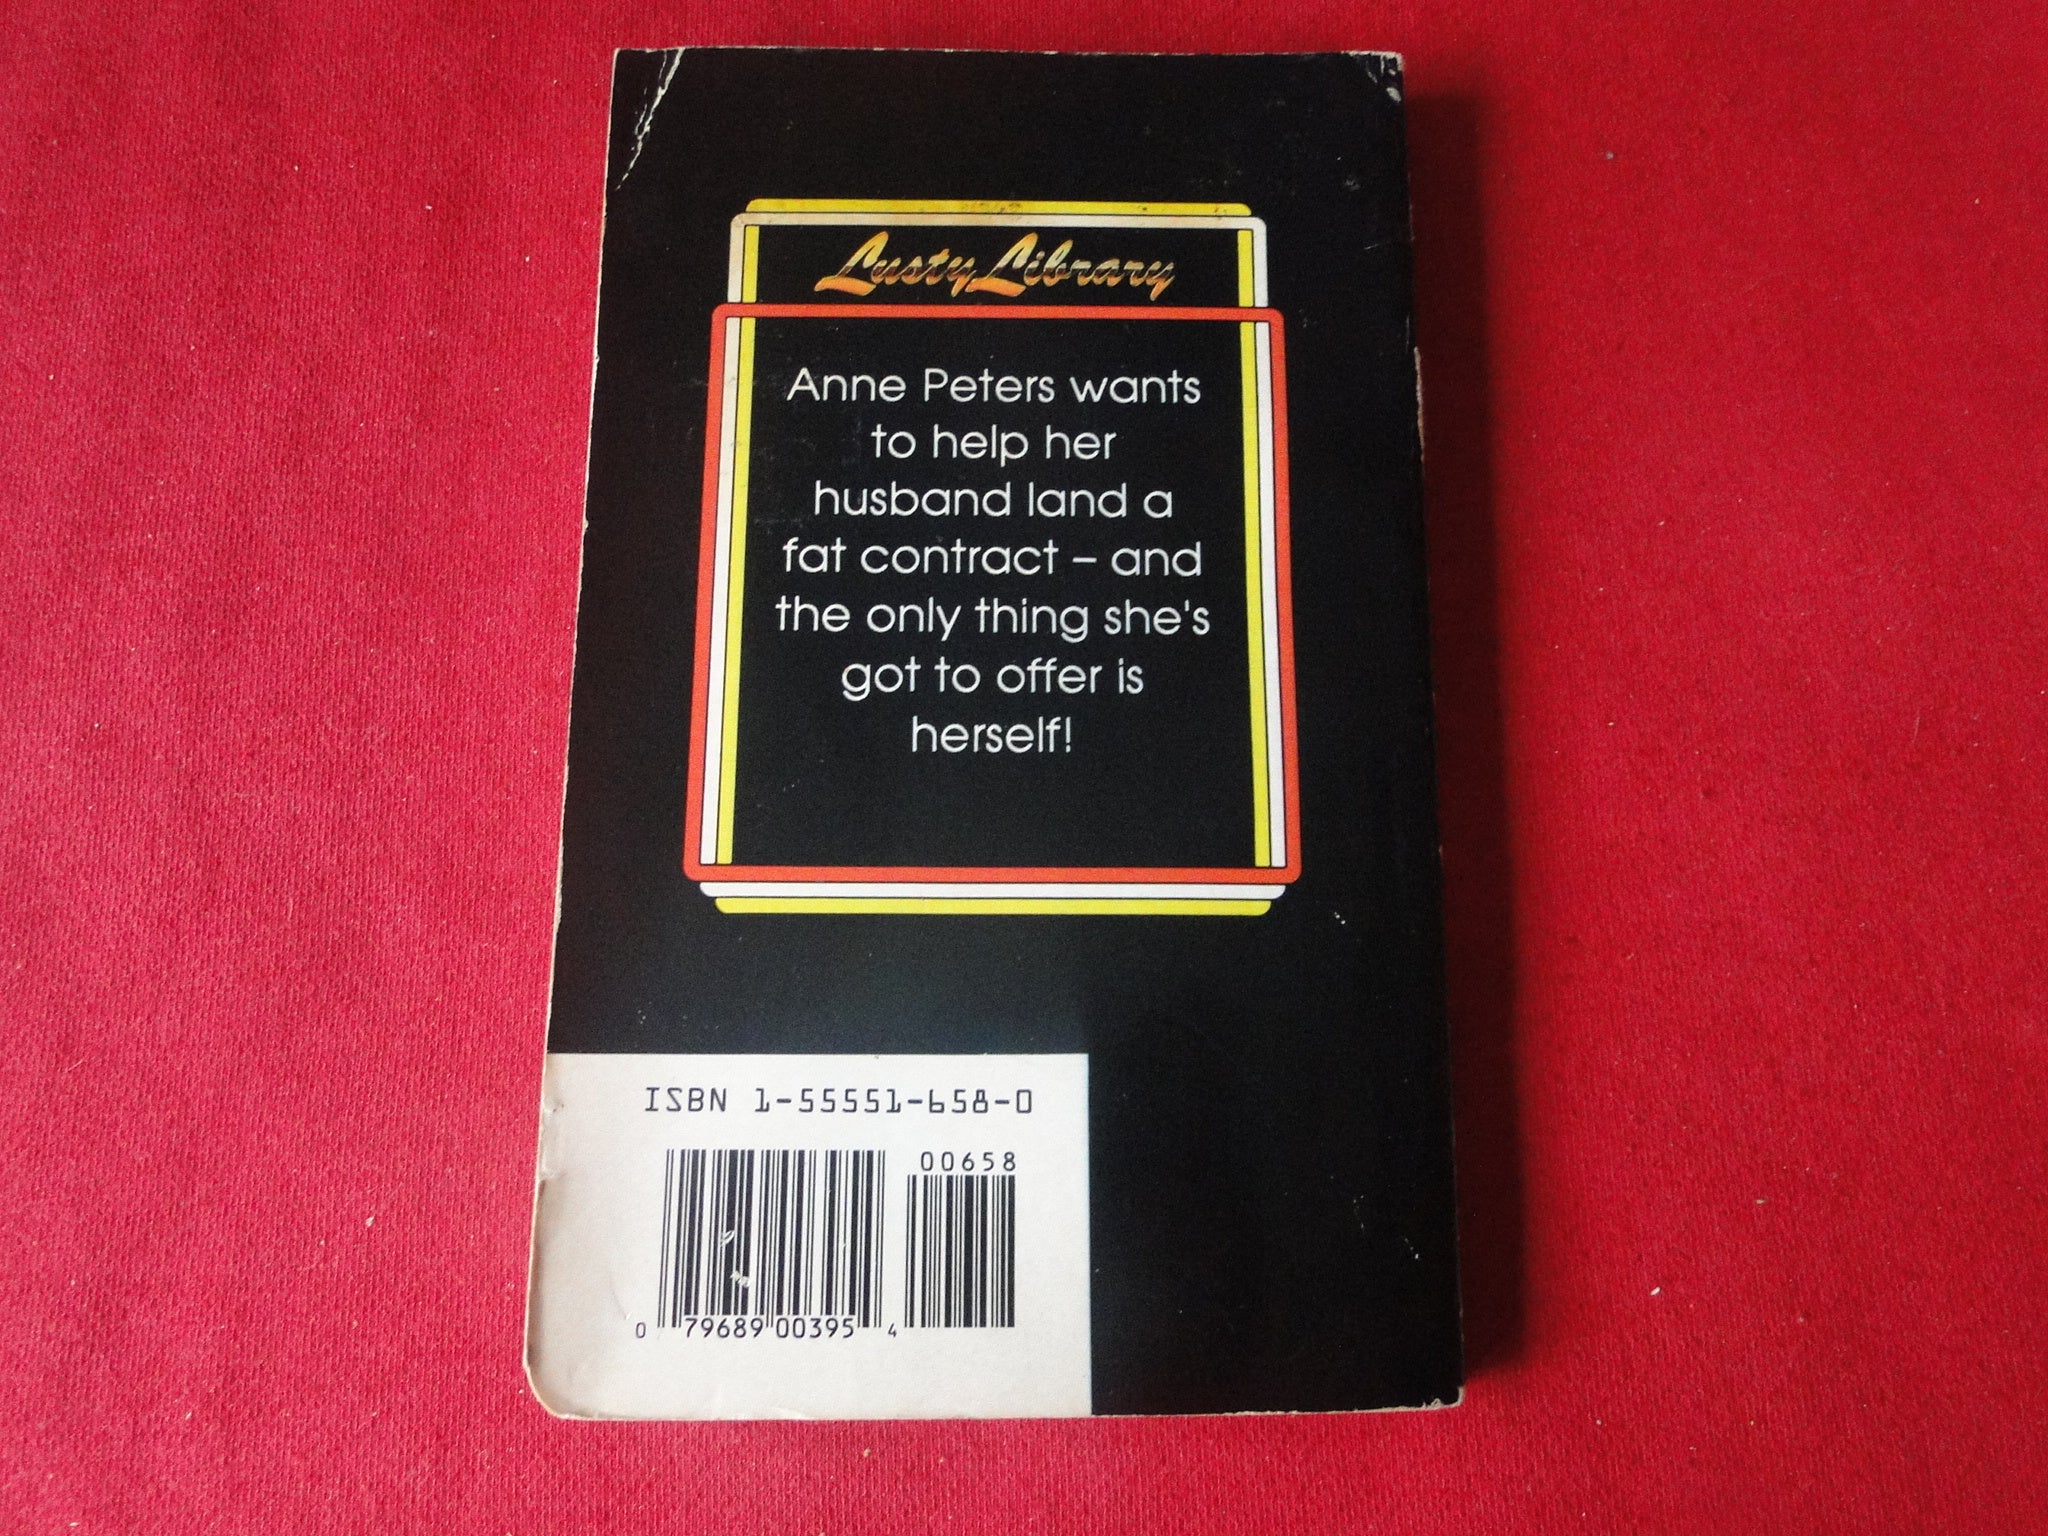 Lusty Library
Anne Peters wants
to help her
husband land a
fat contract – and
the only thing she's
got to offer is
herself!
ISBN 1-55551-658-0
00658
0 79689 00395 4